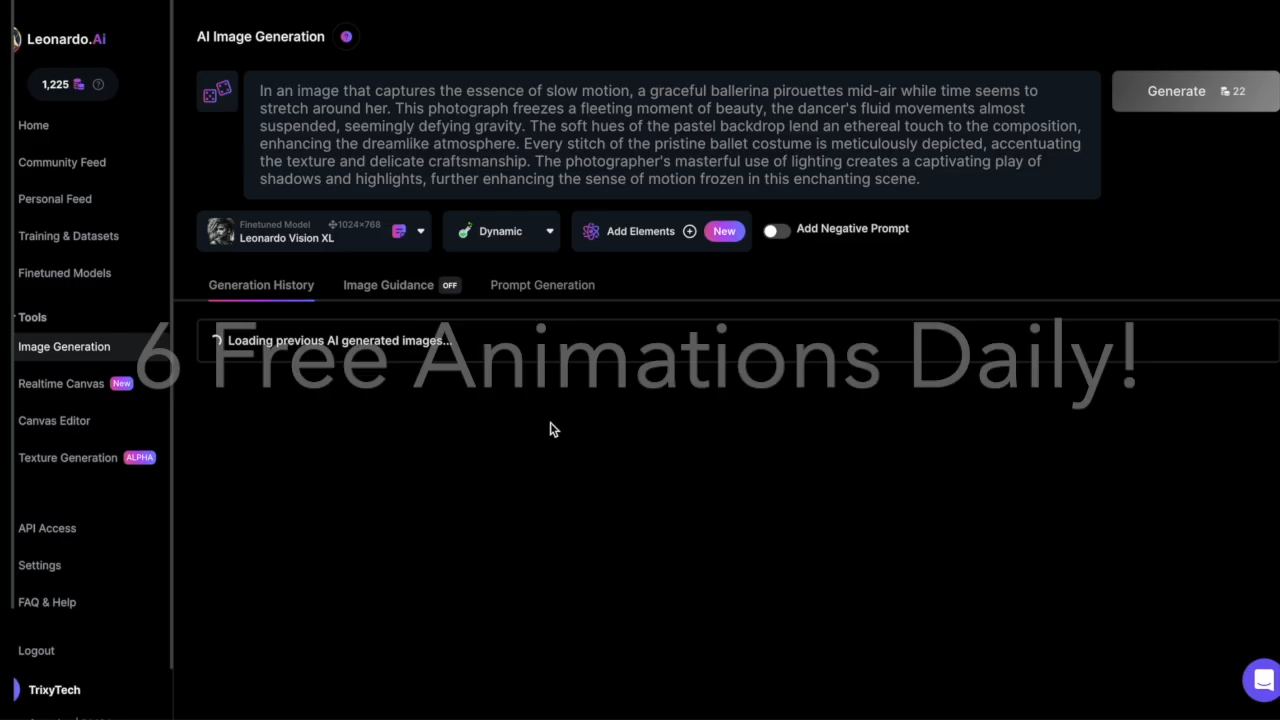 Leonardo.Ai
1,225
Home
Community Feed
Personal Feed
Training & Datasets
Finetuned Models
Tools
Image Generation
Realtime Canvas New
Canvas Editor
Texture Generation ALPHA
API Access
Settings
FAQ & Help
Logout
TrixyTech
AI Image Generation
In an image that captures the essence of slow motion, a graceful ballerina pirouettes mid-air while time seems to
stretch around her. This photograph freezes a fleeting moment of beauty, the dancer's fluid movements almost
suspended, seemingly defying gravity. The soft hues of the pastel backdrop lend an ethereal touch to the composition,
enhancing the dreamlike atmosphere. Every stitch of the pristine ballet costume is meticulously depicted, accentuating
the texture and delicate craftsmanship. The photographer's masterful use of lighting creates a captivating play of
shadows and highlights, further enhancing the sense of motion frozen in this enchanting scene.
Generate 22
Finetuned Model 1024×768
Leonardo Vision XL
Dynamic
Add Elements New
Add Negative Prompt
Generation History Image Guidance OFF Prompt Generation
Loading previous AI generated images...
6 Free Animations Daily!